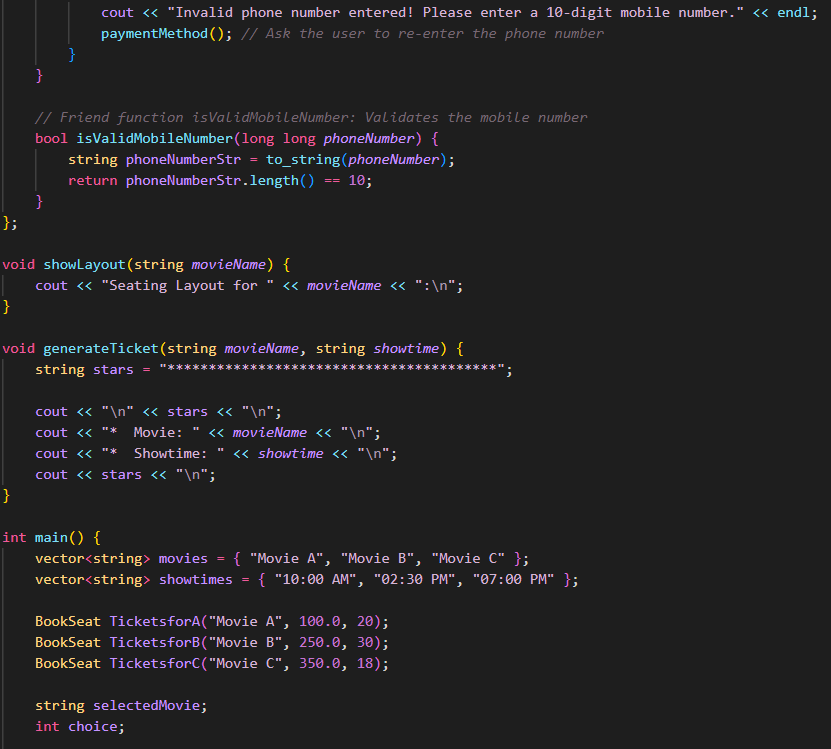 cout << "Invalid phone number entered! Please enter a 10-digit mobile number." << endl;
paymentMethod(); // Ask the user to re-enter the phone number
}
}
// Friend function isValidMobileNumber: Validates the mobile number
bool isValidMobileNumber(long long phoneNumber) {
string phoneNumberStr = to_string(phoneNumber);
return phoneNumberStr.length() == 10;
}
};
void showLayout(string movieName) {
cout << "Seating Layout for " << movieName << ":\n";
}
void generateTicket(string movieName, string showtime) {
string stars = "****************************************";
cout << "\n" << stars << "\n";
cout << "*  Movie: " << movieName << "\n";
cout << "*  Showtime: " << showtime << "\n";
cout << stars << "\n";
}
int main() {
vector<string> movies = { "Movie A", "Movie B", "Movie C" };
vector<string> showtimes = { "10:00 AM", "02:30 PM", "07:00 PM" };
BookSeat TicketsforA("Movie A", 100.0, 20);
BookSeat TicketsforB("Movie B", 250.0, 30);
BookSeat TicketsforC("Movie C", 350.0, 18);
string selectedMovie;
int choice;